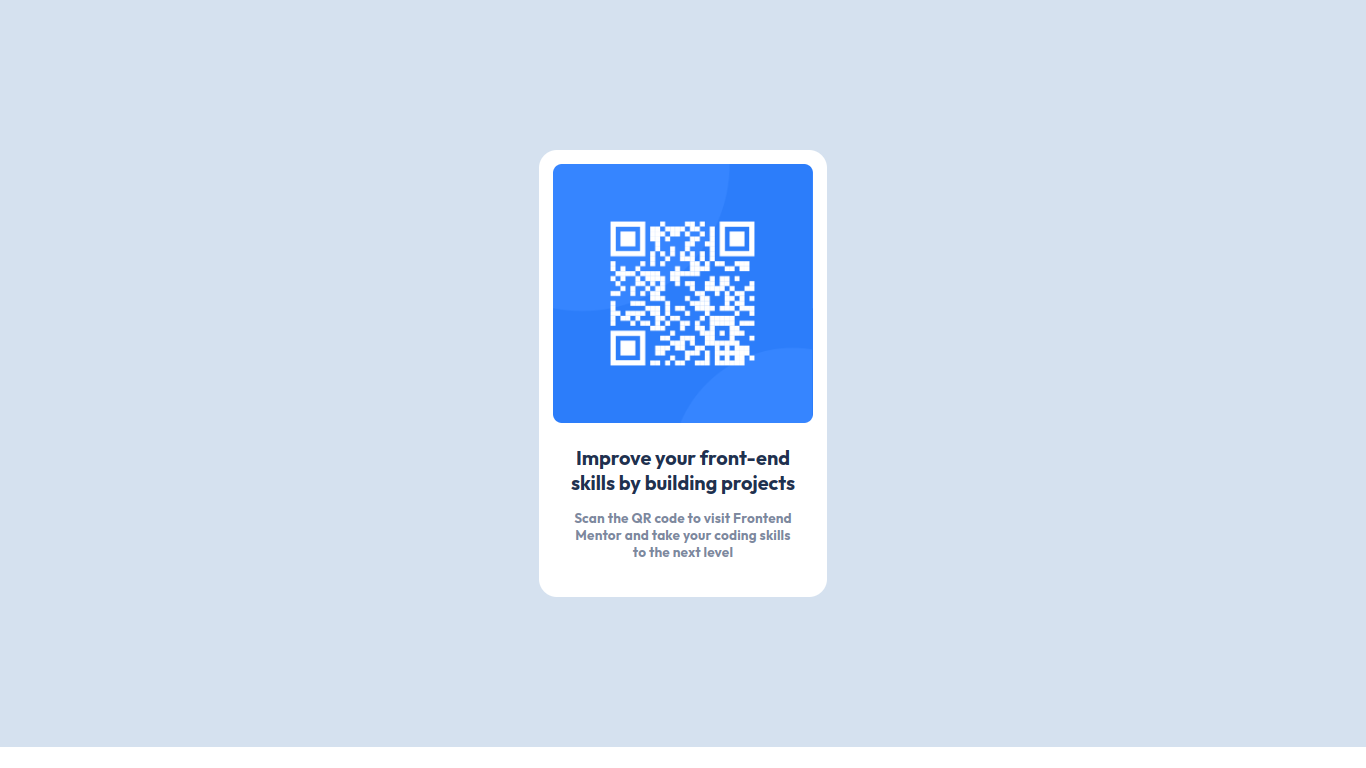 Improve your front-end
skills by building projects
Scan the QR code to visit Frontend
Mentor and take your coding skills
to the next level